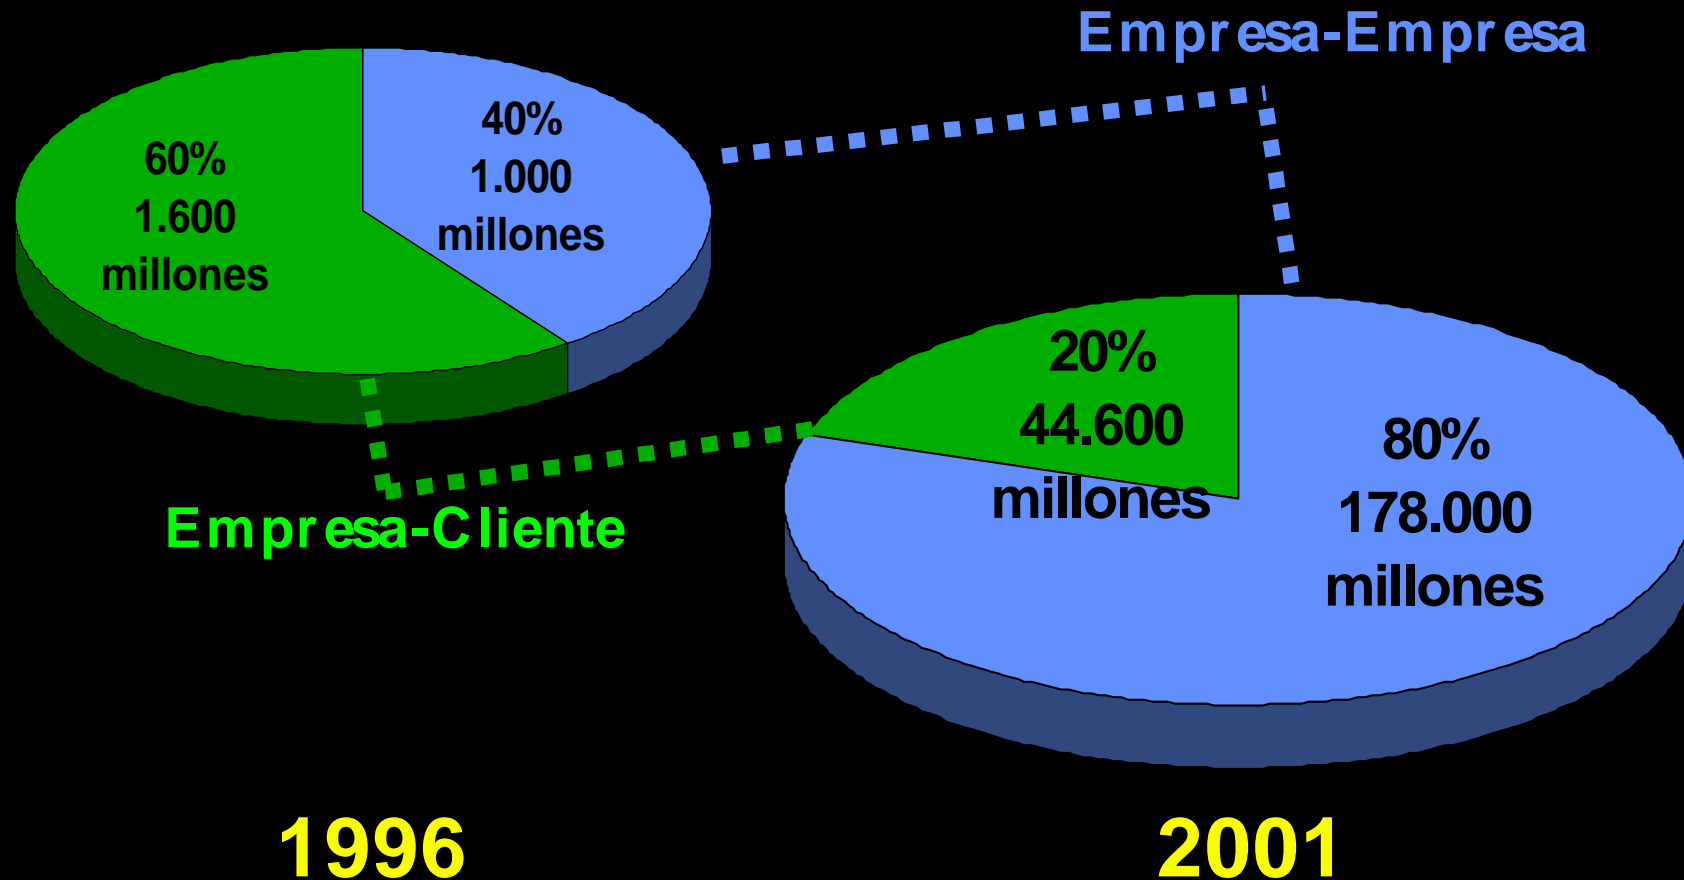 Empresa-Empresa
40%
1.000
millones
60%
1.600
millones
20%
44.600
millones
80%
178.000
millones
Empresa-Cliente
1996
2001